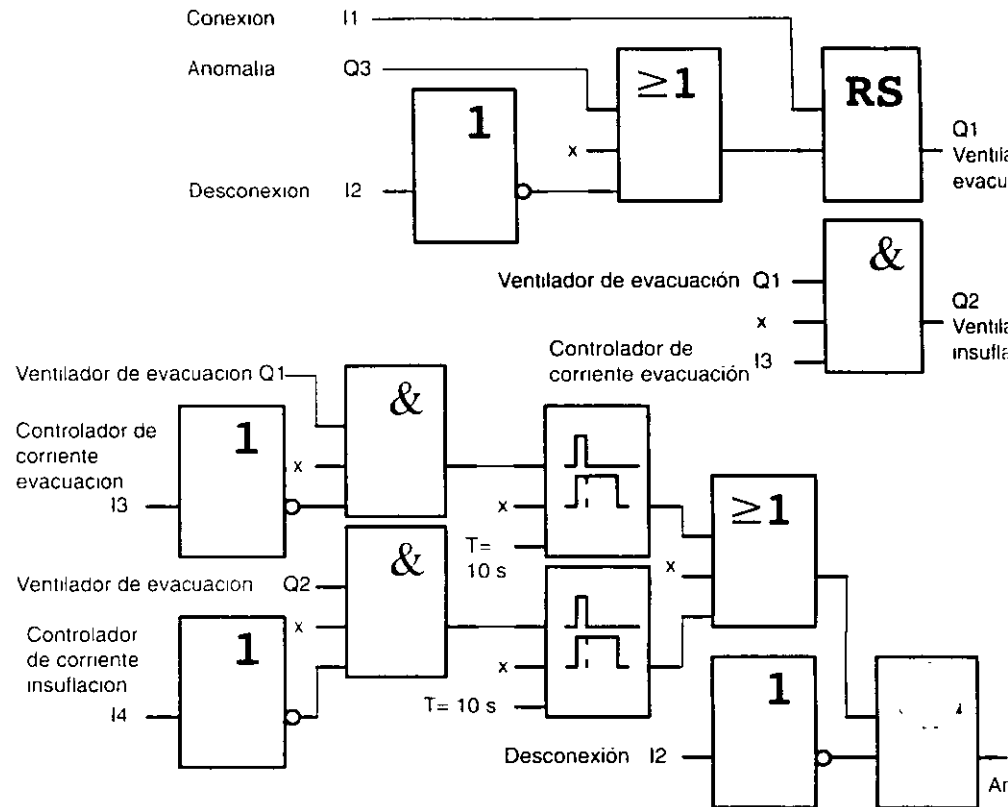 Conexion I1
Anomalia Q3
≥1
RS
1
x
Desconexion I2
Q1
&
Ventilador de evacuación Q1
Q2
x
Controlador de
corriente evacuación I3
Ventilador de evacuacion Q1
&
1
Controlador de
corriente
evacuacion
x
I3
x
≥1
T=
10 s
x
Ventilador de evacuacion Q2
&
x
Controlador
de corriente
insuflacion
1
x
I4
T= 10 s
1
Desconexión I2